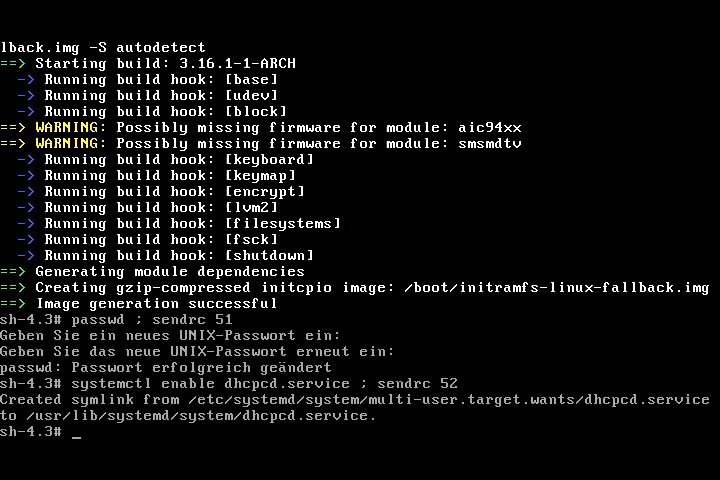 lback.img -S autodetect
==> Starting build: 3.16.1-1-ARCH
  -> Running build hook: [base]
  -> Running build hook: [udev]
  -> Running build hook: [block]
==> WARNING: Possibly missing firmware for module: aic94xx
==> WARNING: Possibly missing firmware for module: smsmdtv
  -> Running build hook: [keyboard]
  -> Running build hook: [keymap]
  -> Running build hook: [encrypt]
  -> Running build hook: [lvm2]
  -> Running build hook: [filesystems]
  -> Running build hook: [fsck]
  -> Running build hook: [shutdown]
==> Generating module dependencies
==> Creating gzip-compressed initcpio image: /boot/initramfs-linux-fallback.img
==> Image generation successful
sh-4.3# passwd ; sendrc 51
Geben Sie ein neues UNIX-Passwort ein:
Geben Sie das neue UNIX-Passwort erneut ein:
passwd: Passwort erfolgreich geändert
sh-4.3# systemctl enable dhcpcd.service ; sendrc 52
Created symlink from /etc/systemd/system/multi-user.target.wants/dhcpcd.service
to /usr/lib/systemd/system/dhcpcd.service.
sh-4.3# _